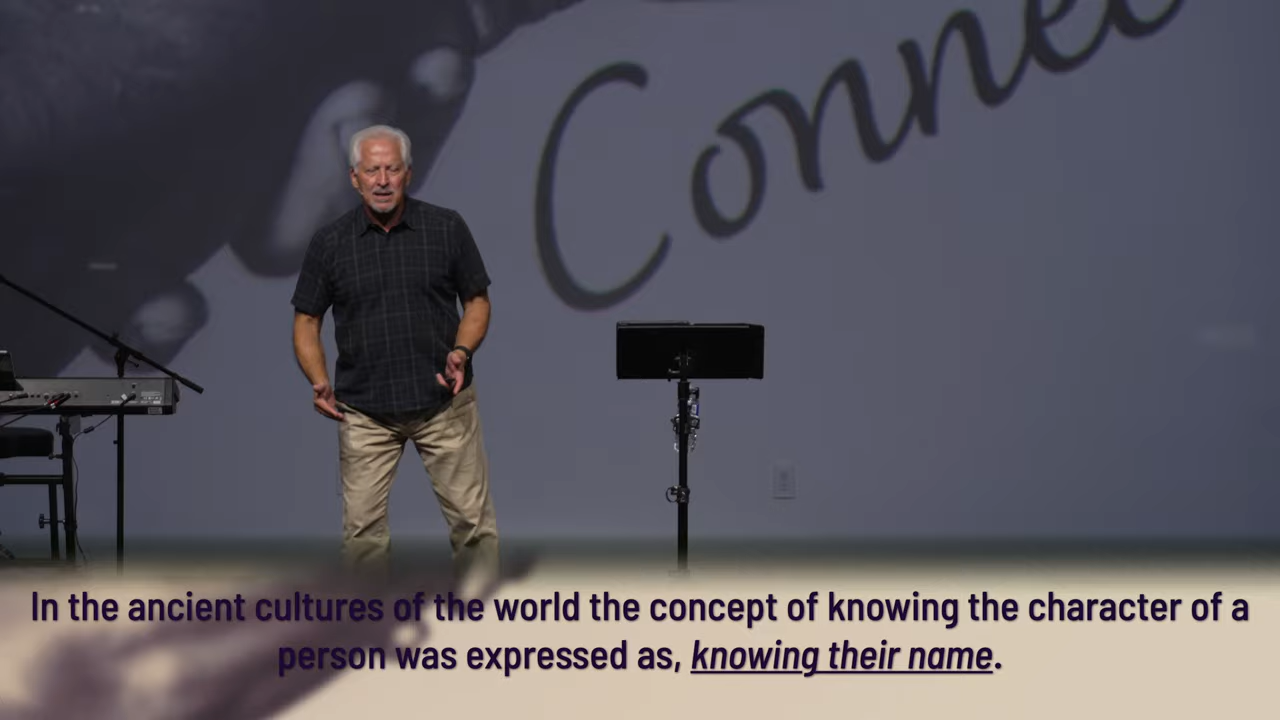 Connec
In the ancient cultures of the world the concept of knowing the character of a
person was expressed as, knowing their name.